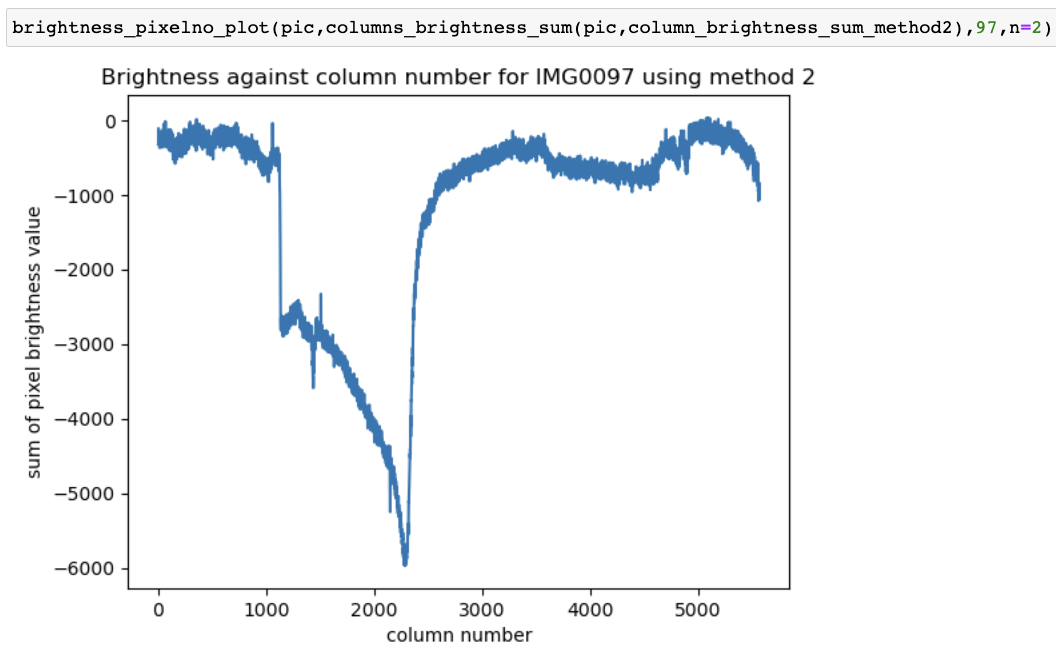 brightness_pixelno_plot(pic,columns_brightness_sum(pic,column_brightness_sum_method2),97,n=2)
Brightness against column number for IMG0097 using method 2
0
−1000
−2000
−3000
−4000
−5000
−6000
sum of pixel brightness value
0 1000 2000 3000 4000 5000
column number